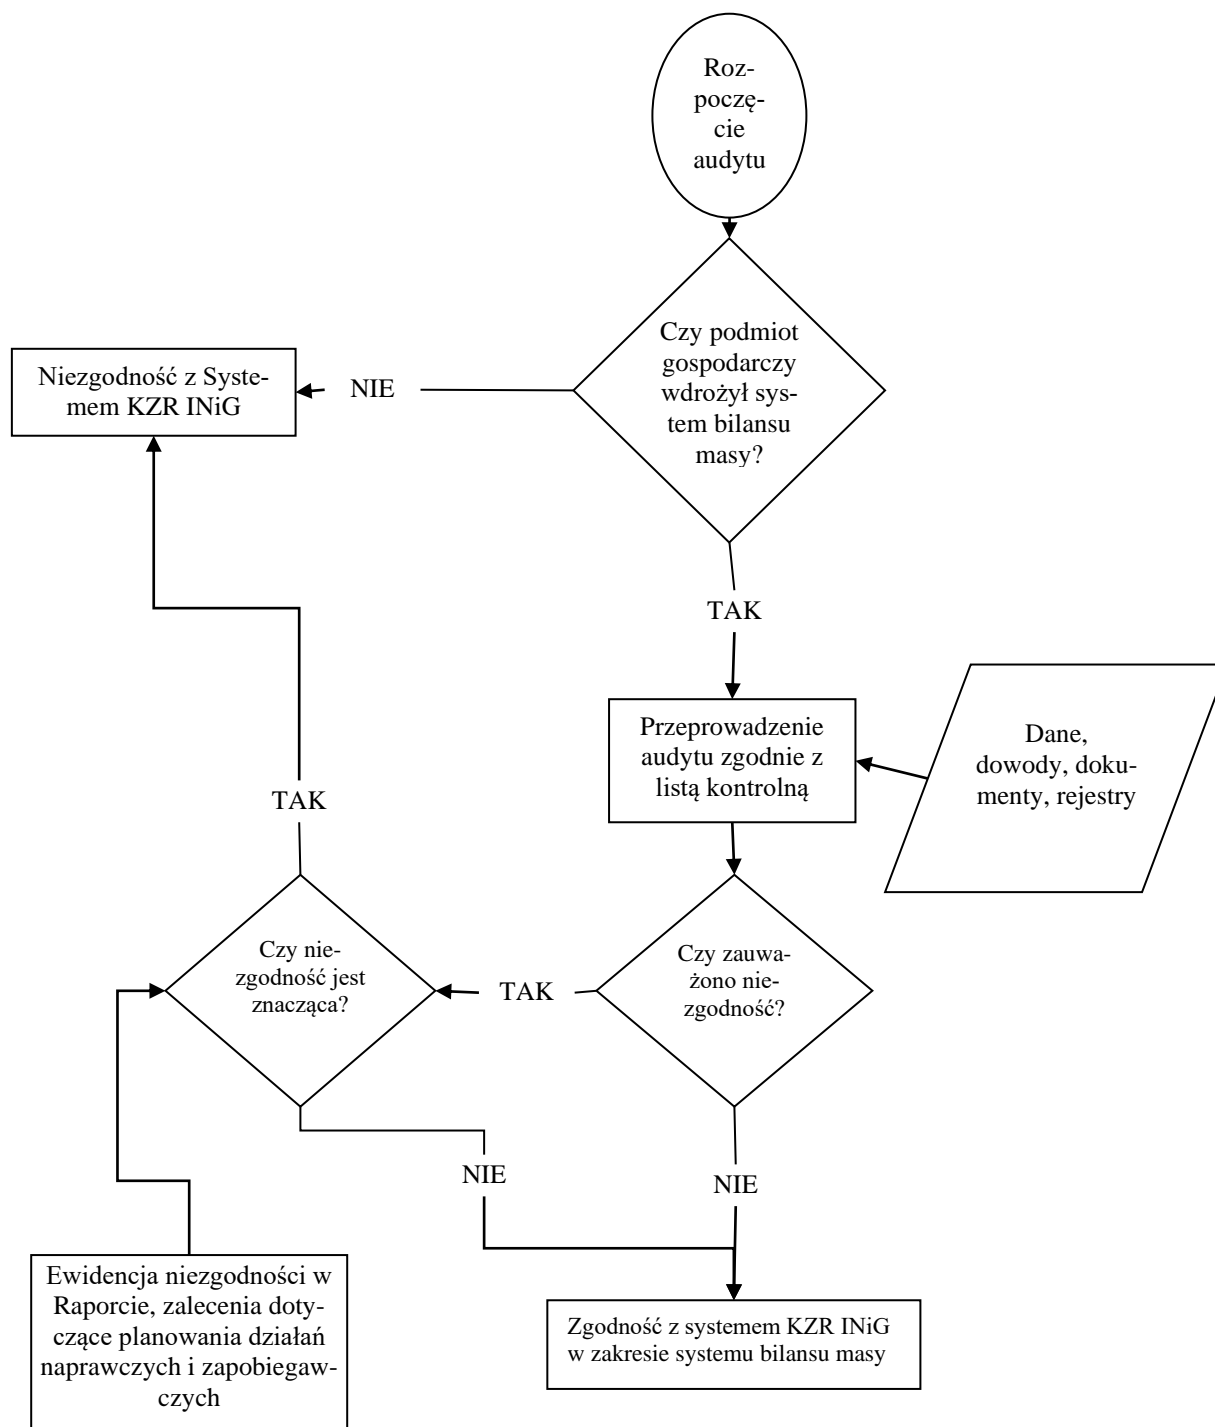 Roz-
poczę-
cie
audytu
Czy podmiot
gospodarczy
wdrożył sys-
tem bilansu
masy?
Niezgodność z Syste-
mem KZR INiG
NIE
TAK
Przeprowadzenie
audytu zgodnie z
listą kontrolną
Dane,
dowody, doku-
menty, rejestry
TAK
Czy nie-
zgodność jest
znacząca?
TAK
Czy zauwa-
żono nie-
zgodność?
NIE
NIE
Ewidencja niezgodności w
Raporcie, zalecenia doty-
czące planowania działań
naprawczych i zapobiegaw-
czych
Zgodność z systemem KZR INiG
w zakresie systemu bilansu masy